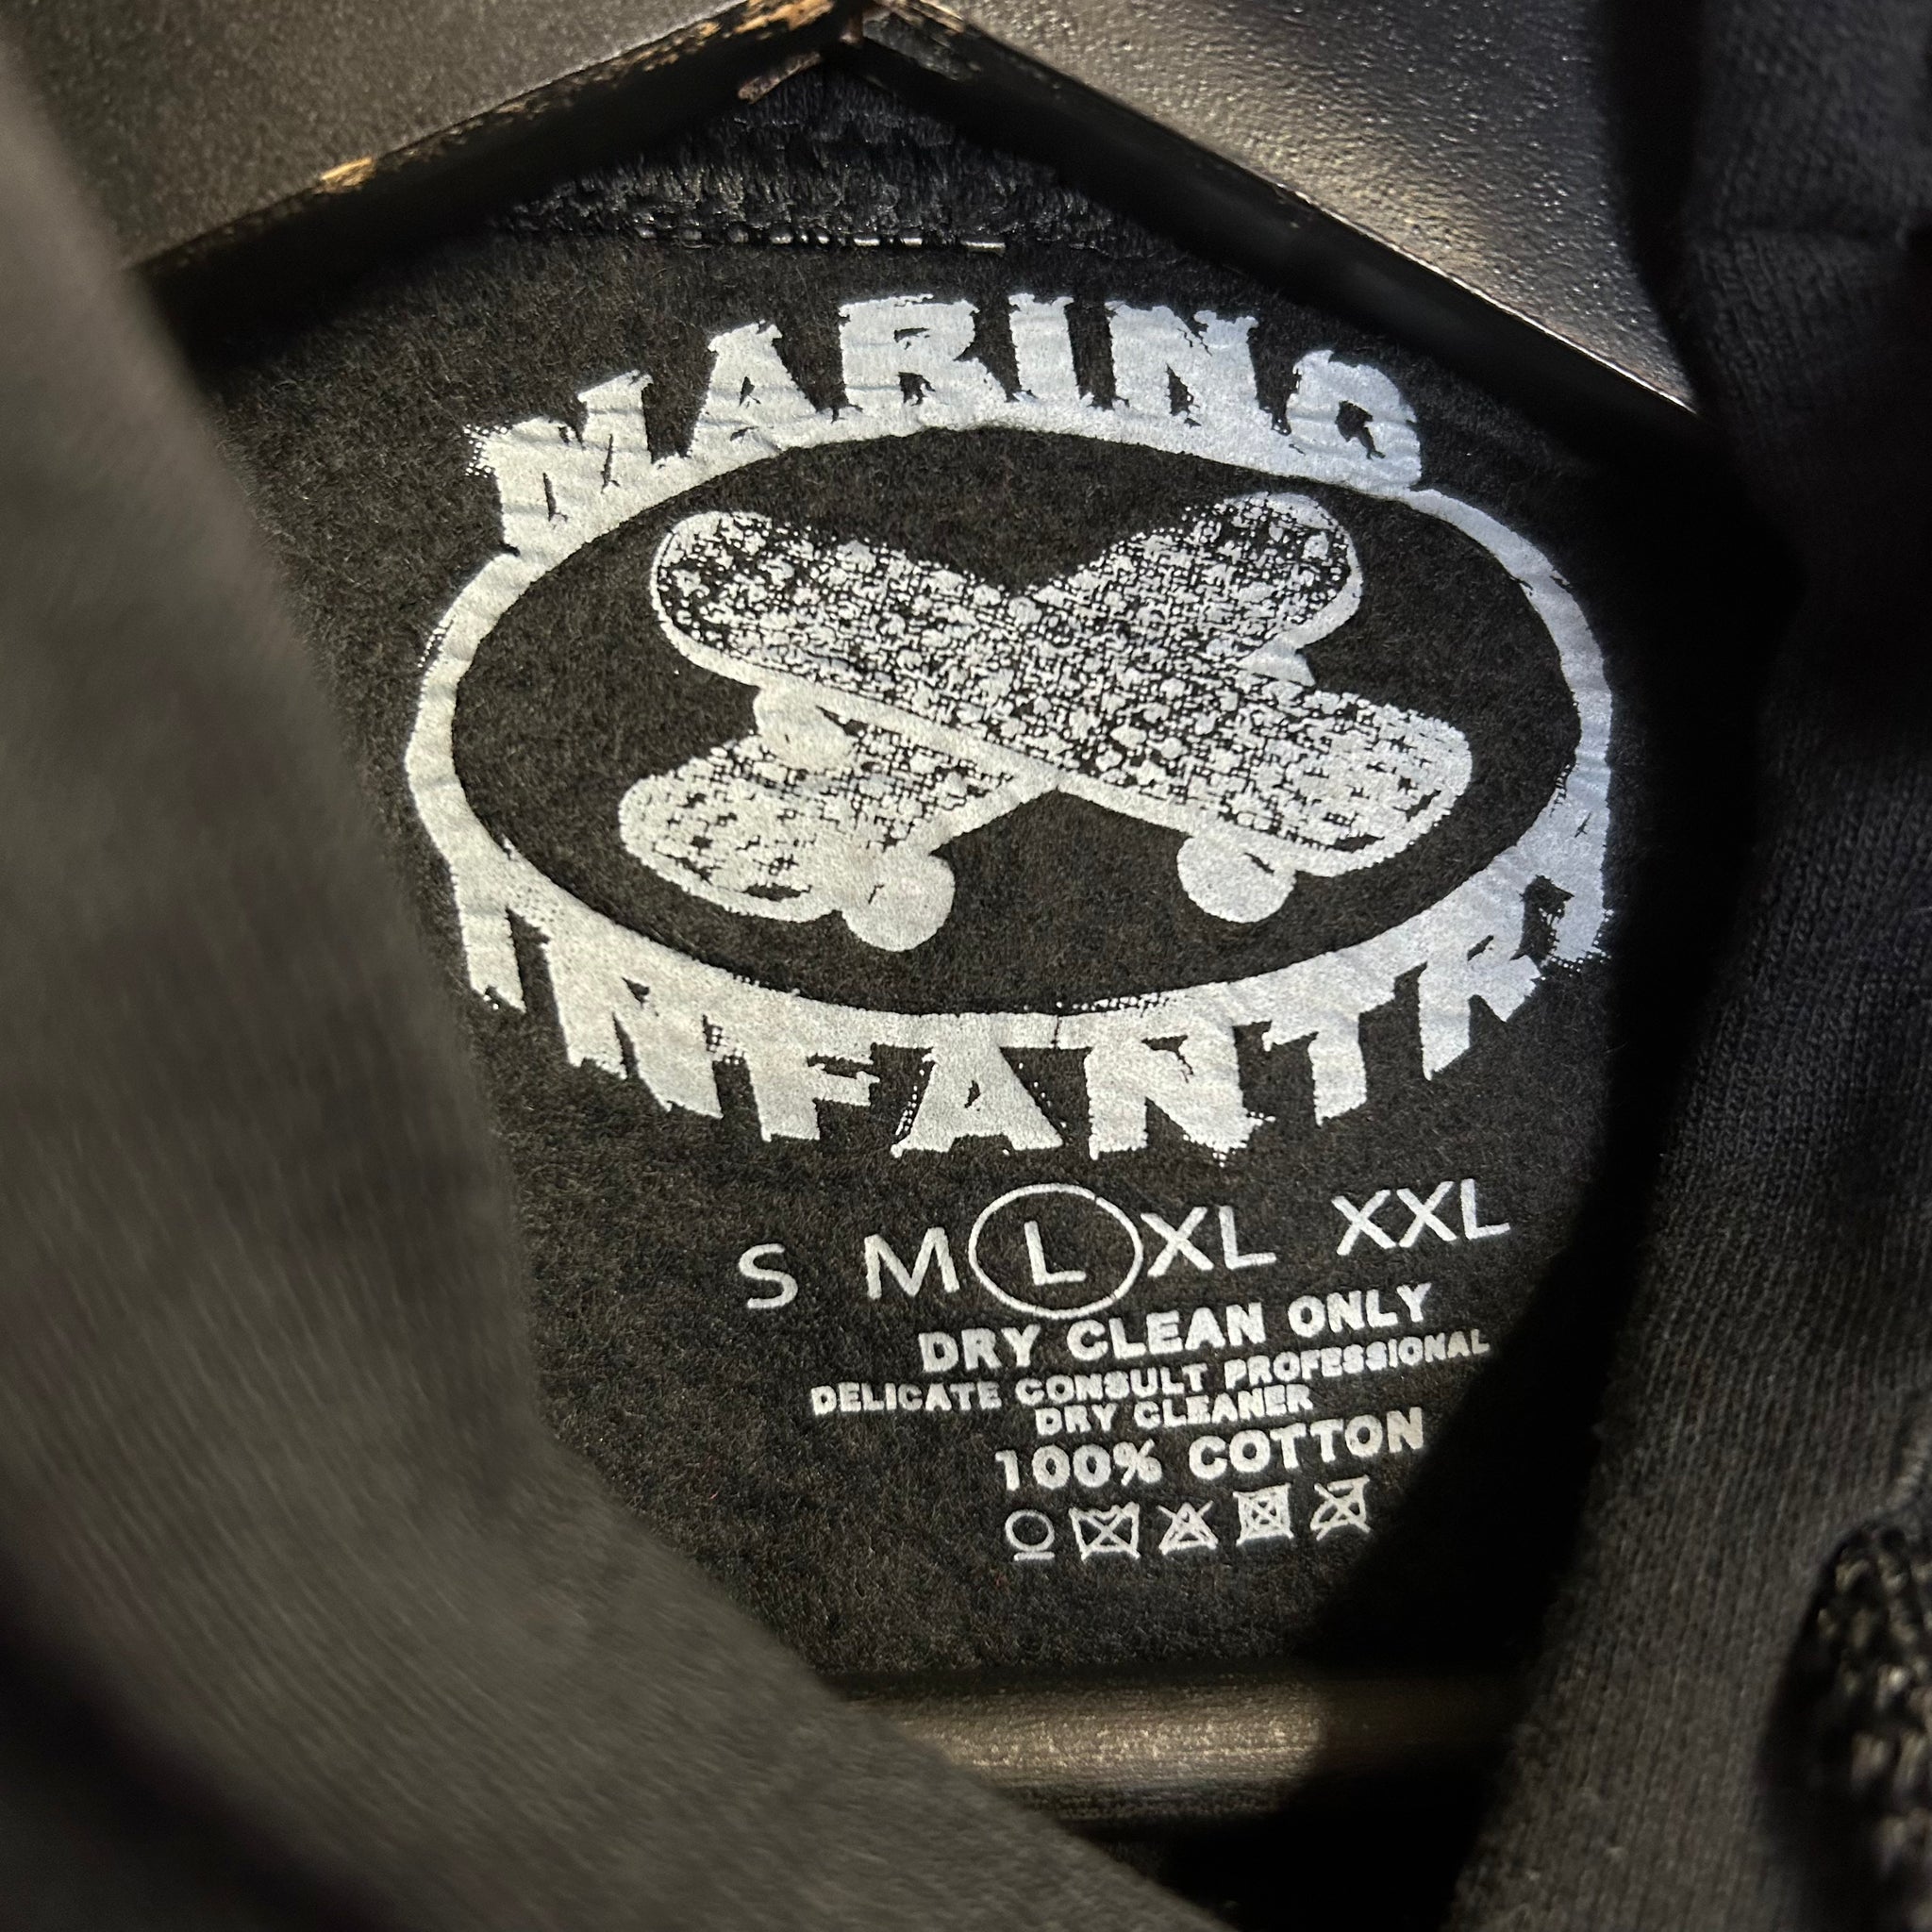 MARINO
INFANTRY
S M L XL XXL
DRY CLEAN ONLY
DELICATE CONSULT PROFESSIONAL
DRY CLEANER
100% COTTON